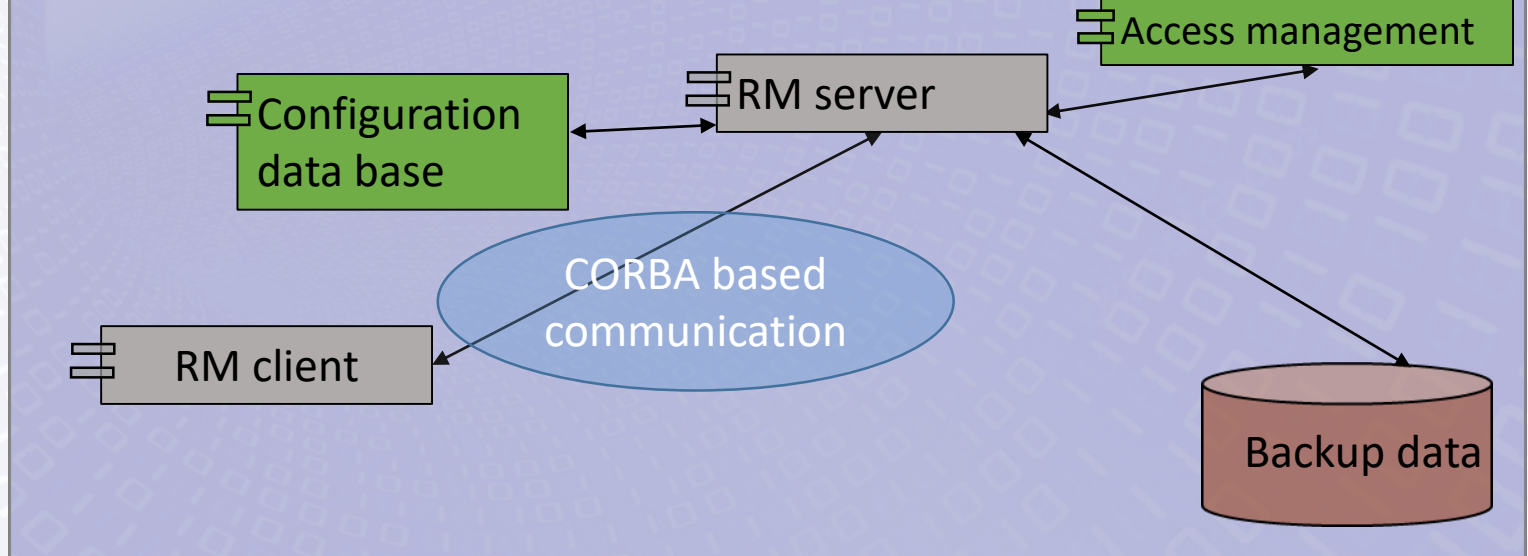 Access management
RM server
Configuration
data base
CORBA based
communication
RM client
Backup data